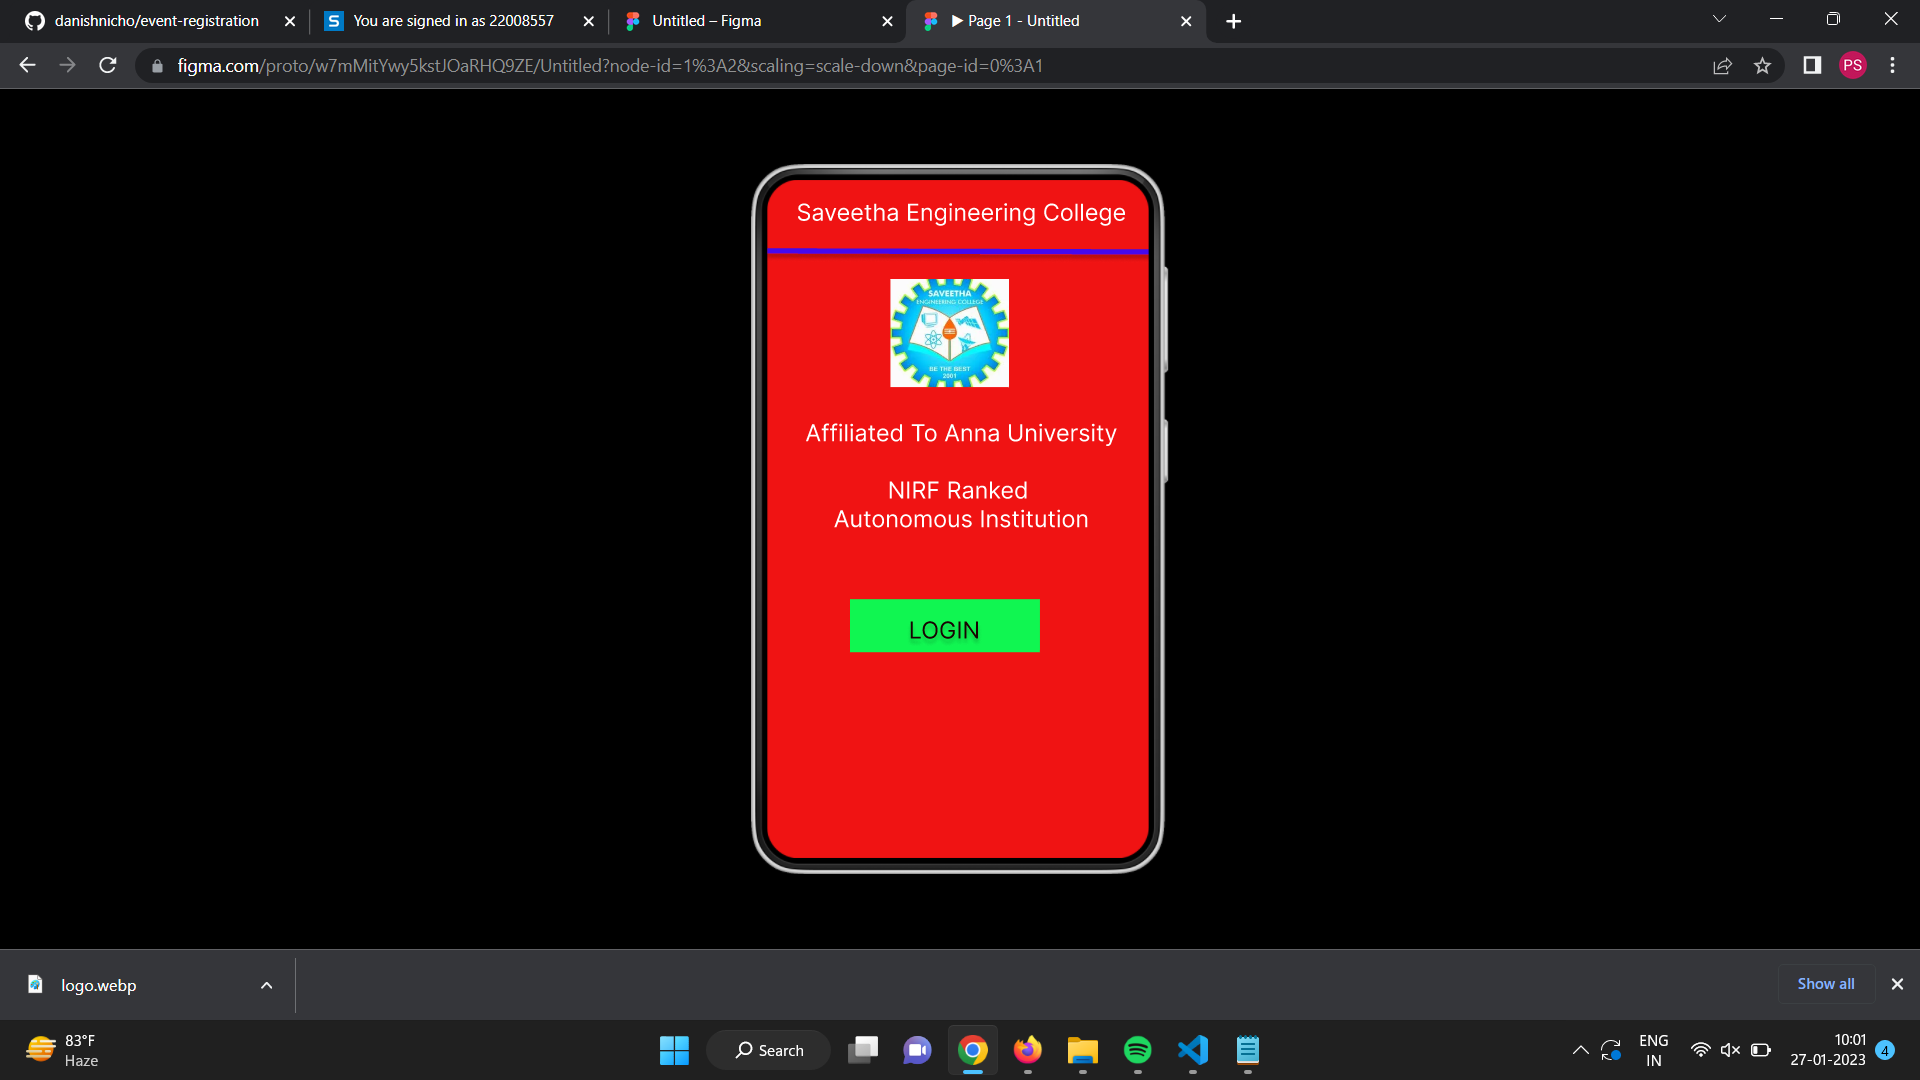 danishnicho/event-registration
S
You are signed in as 22008557
Untitled – Figma
▶ Page 1 - Untitled
figma.com/proto/w7mMitYwy5kstJOaRHQ9ZE/Untitled?node-id=1%3A2&scaling=scale-down&page-id=0%3A1
PS
Saveetha Engineering College
SAVEETHA
ENGINEERING COLLEGE
BE THE BEST
2001
Affiliated To Anna University
NIRF Ranked
Autonomous Institution
LOGIN
logo.webp
Show all
83°F
Haze
Search
ENG
IN
10:01
27-01-2023
4